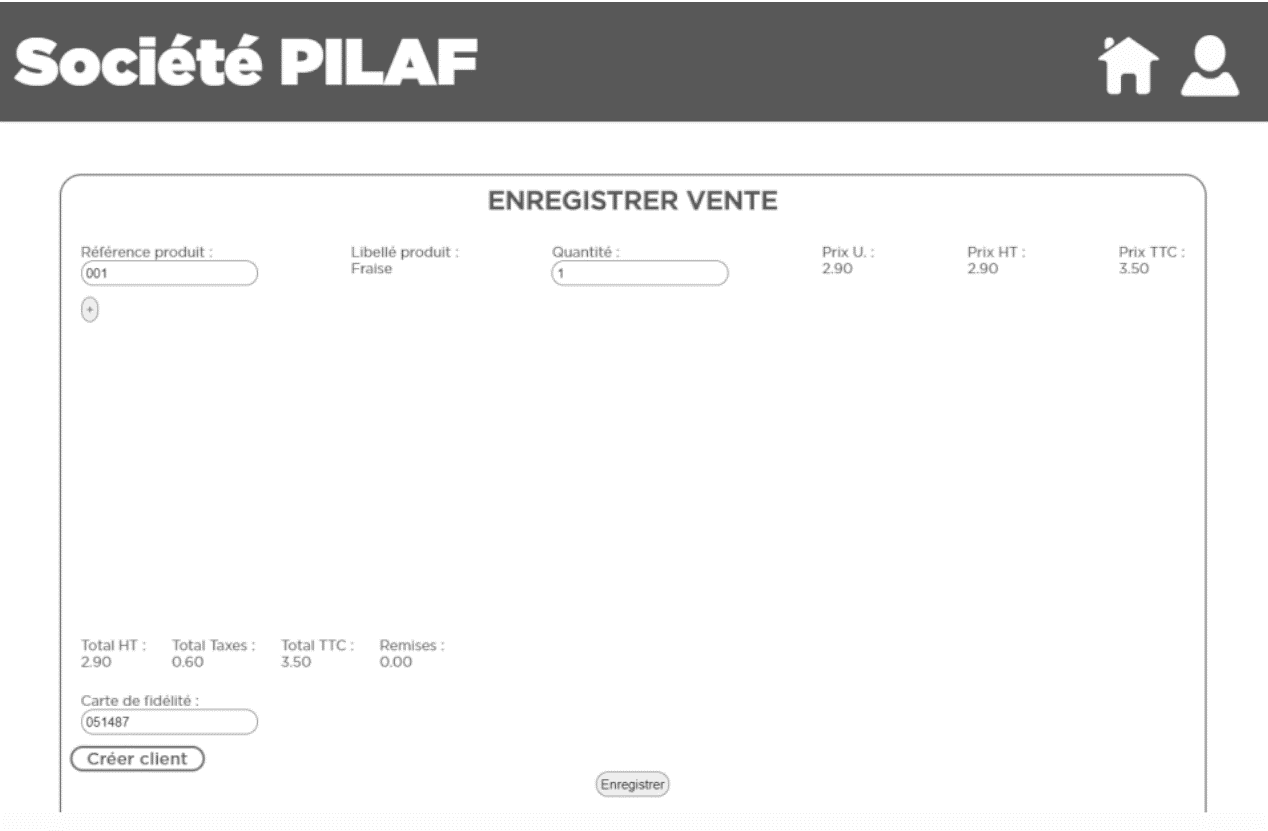 Société PILAF
ENREGISTRER VENTE
Référence produit : Libellé produit : Quantité : Prix U. : Prix HT : Prix TTC :
001 Fraise 1 2.90 2.90 3.50
+
Total HT : Total Taxes : Total TTC : Remises :
2.90 0.60 3.50 0.00
Carte de fidélité :
051487
Créer client
Enregistrer